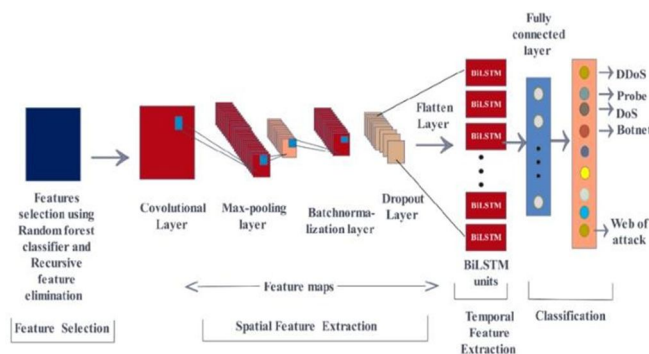 Fully
connected
layer
BiLSTM
BiLSTM
BiLSTM
BiLSTM
BiLSTM
DDoS
Probe
DoS
Botnet
Web of
attack
Flatten
Layer
Features
selection using
Random forest
classifier and
Recursive
feature
elimination
Covolutional
Layer
Max-pooling
layer
Batchnorma-
lization layer
Dropout
Layer
BiLSTM
units
Feature maps
Feature Selection
Spatial Feature Extraction
Temporal
Feature
Extraction
Classification